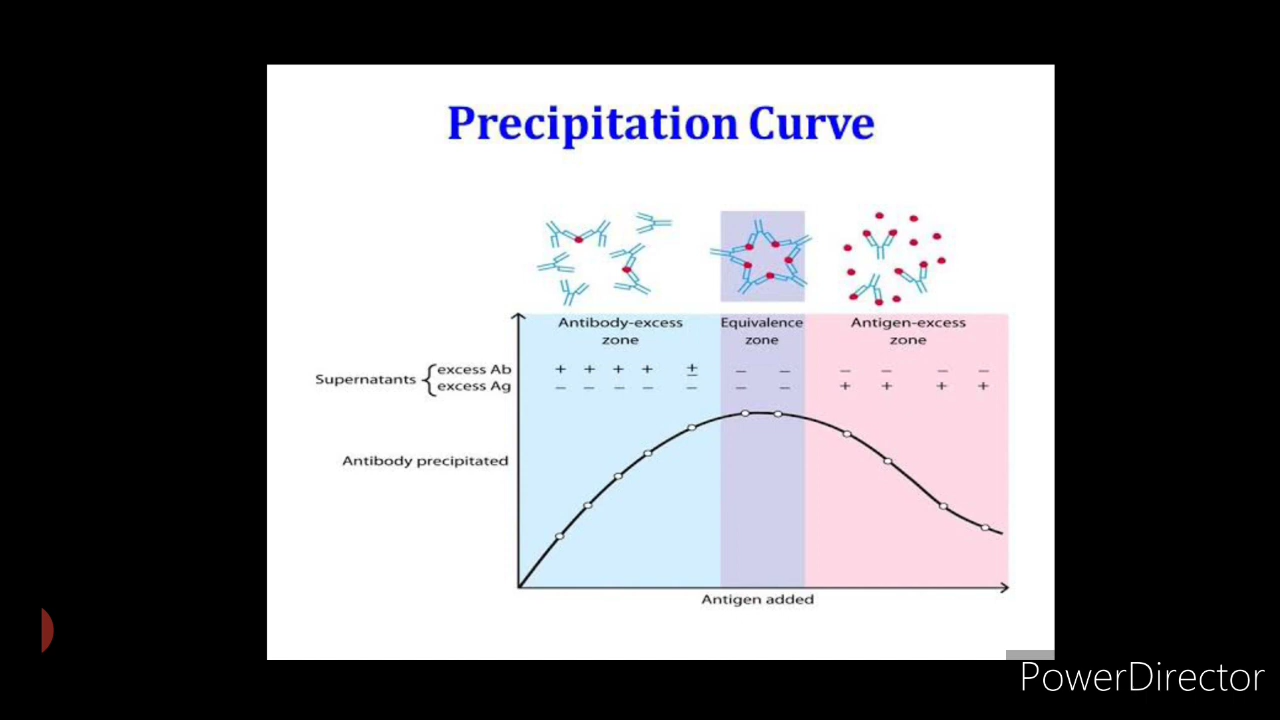 Precipitation Curve
Antibody-excess zone
Equivalence zone
Antigen-excess zone
Supernatants { excess Ab + + + + ± − − − − − −
excess Ag − − − − − − − + + + +
Antibody precipitated
Antigen added
PowerDirector